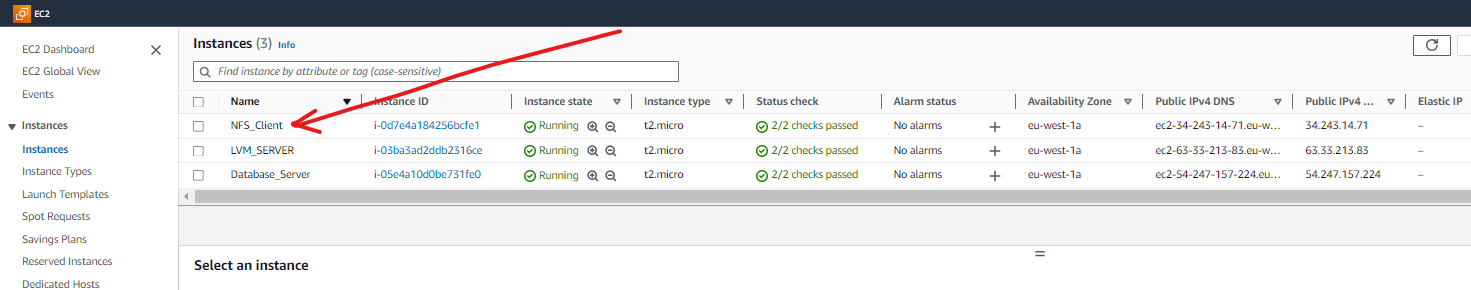 EC2
EC2 Dashboard
EC2 Global View
Events
Instances
Instances
Instance Types
Launch Templates
Spot Requests
Savings Plans
Reserved Instances
Dedicated Hosts
Instances (3) Info
Find instance by attribute or tag (case-sensitive)
Name Instance ID Instance state Instance type Status check Alarm status Availability Zone Public IPv4 DNS Public IPv4 ... Elastic IP
NFS_Client i-0d7e4a184256bcfe1 Running t2.micro 2/2 checks passed No alarms eu-west-1a ec2-34-243-14-71.eu-w... 34.243.14.71 –
LVM_SERVER i-03ba3ad2ddb2316ce Running t2.micro 2/2 checks passed No alarms eu-west-1a ec2-63-33-213-83.eu-w... 63.33.213.83 –
Database_Server i-05e4a10d0be731fe0 Running t2.micro 2/2 checks passed No alarms eu-west-1a ec2-54-247-157-224.eu... 54.247.157.224 –
Select an instance